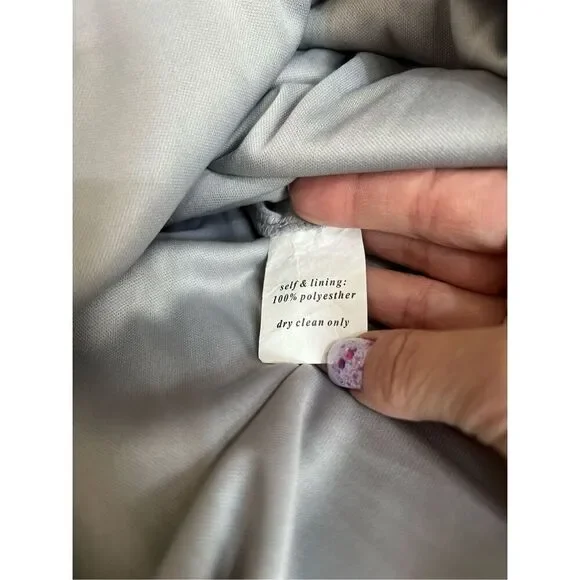 self & lining:
100% polyesther
dry clean only